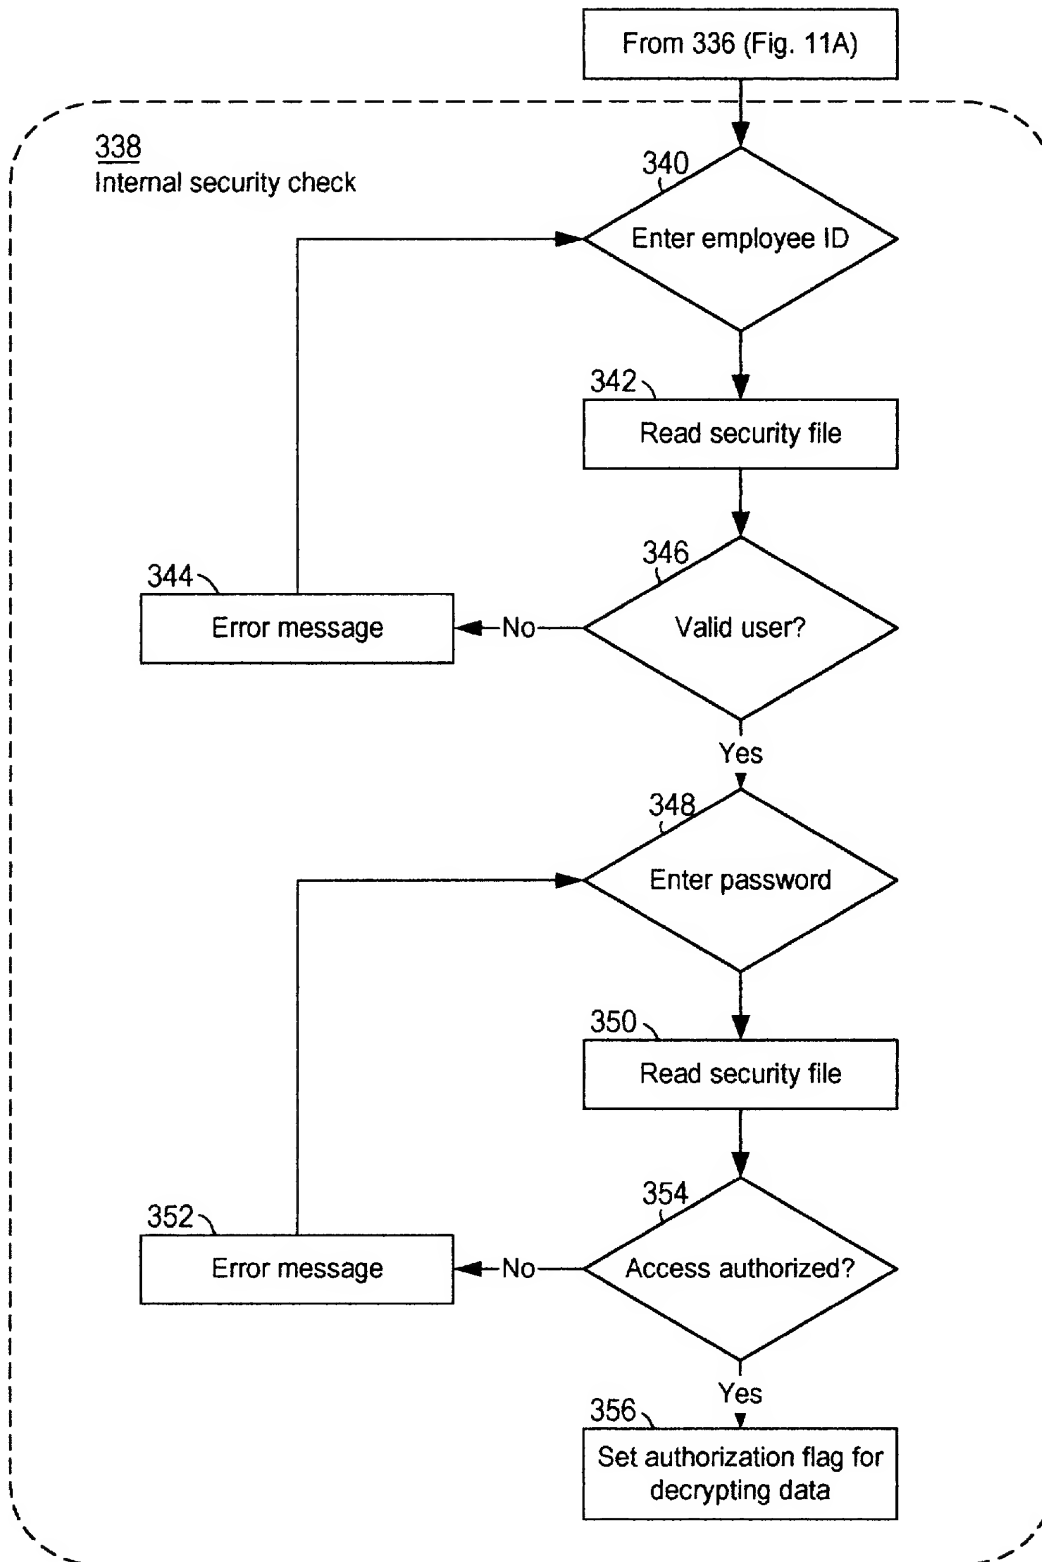 From 336 (Fig. 11A)
338
Internal security check
340
Enter employee ID
342
Read security file
346
Valid user?
344
Error message
No
Yes
348
Enter password
350
Read security file
354
Access authorized?
352
Error message
No
Yes
356
Set authorization flag for
decrypting data